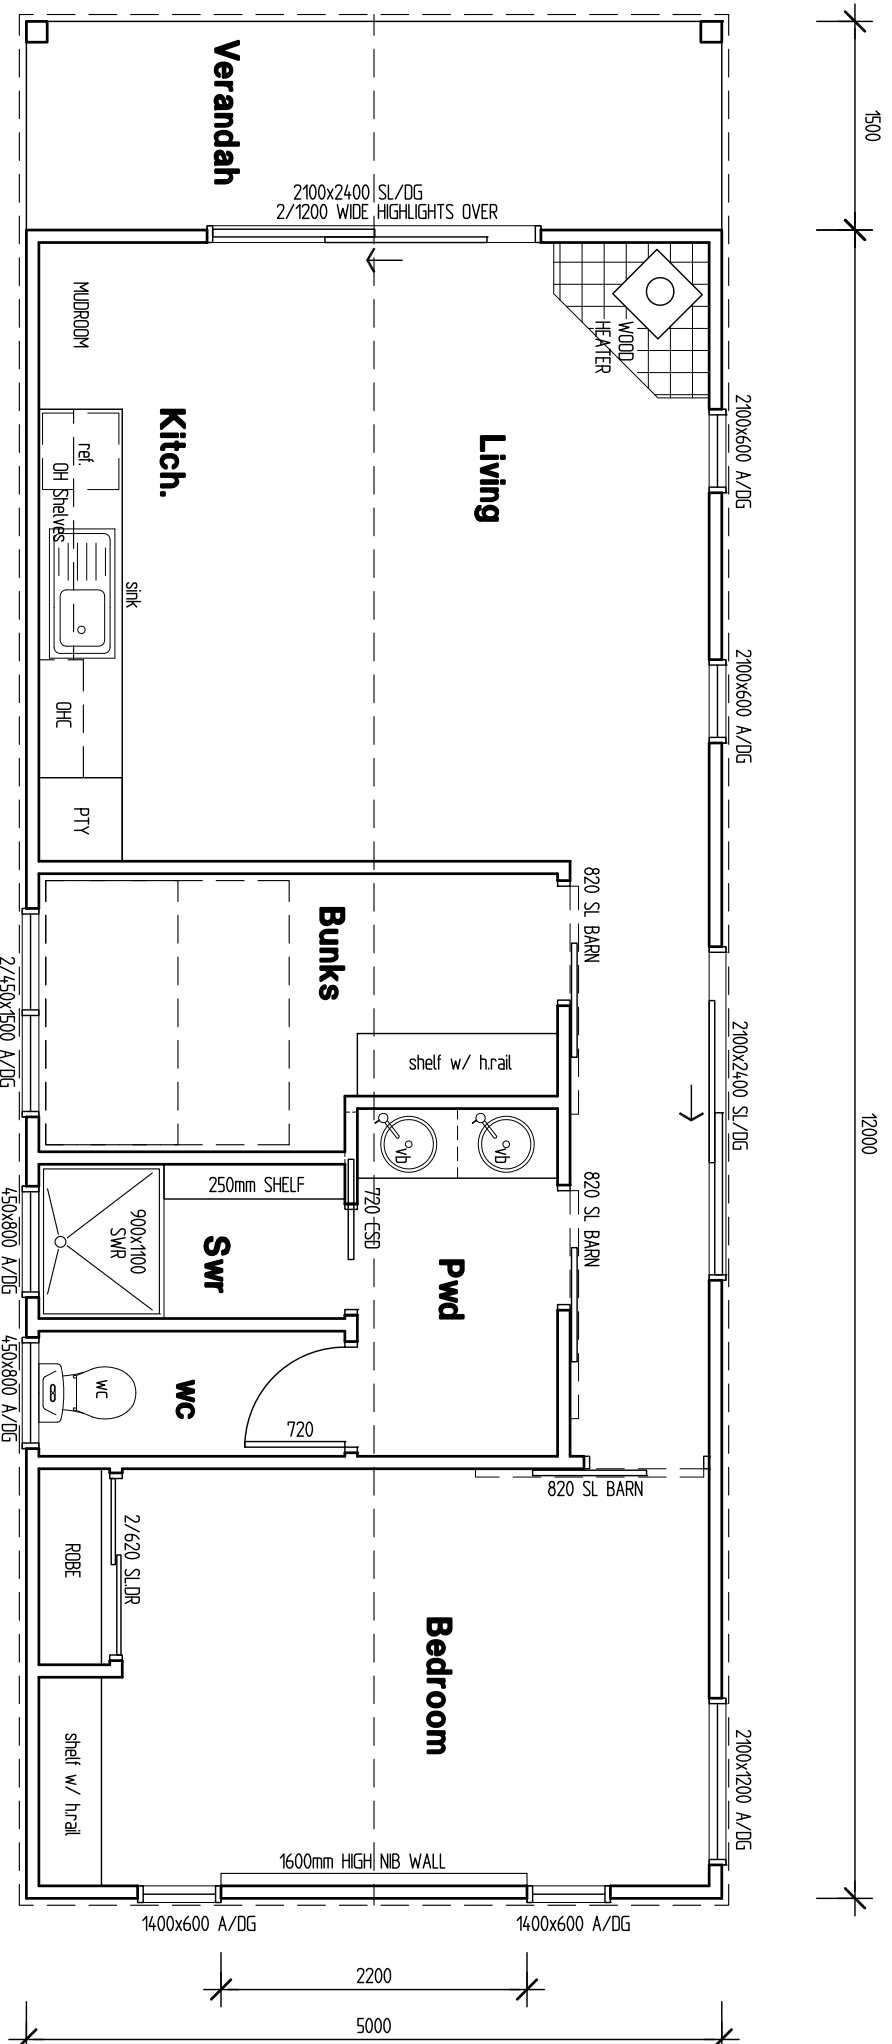 Verandah
1500
2100x2400 SL/DG
2/1200 WIDE HIGHLIGHTS OVER
MUDROOM
WOOD
HEATER
2100x600 A/DG
Kitch.
Living
ref.
OH Shelves
sink
2100x600 A/DG
OHC
PTY
820 SL BARN
Bunks
2/450x1500 A/DG
shelf w/ h.rail
2100x2400 SL/DG
12000
vb
vb
250mm SHELF
720 CSD
820 SL BARN
450x800 A/DG
900x1100
SWR
Swr
Pwd
450x800 A/DG
WC
wc
720
820 SL BARN
ROBE
2/620 SL.DR
Bedroom
shelf w/ h.rail
2100x1200 A/DG
1600mm HIGH NIB WALL
1400x600 A/DG
1400x600 A/DG
2200
5000